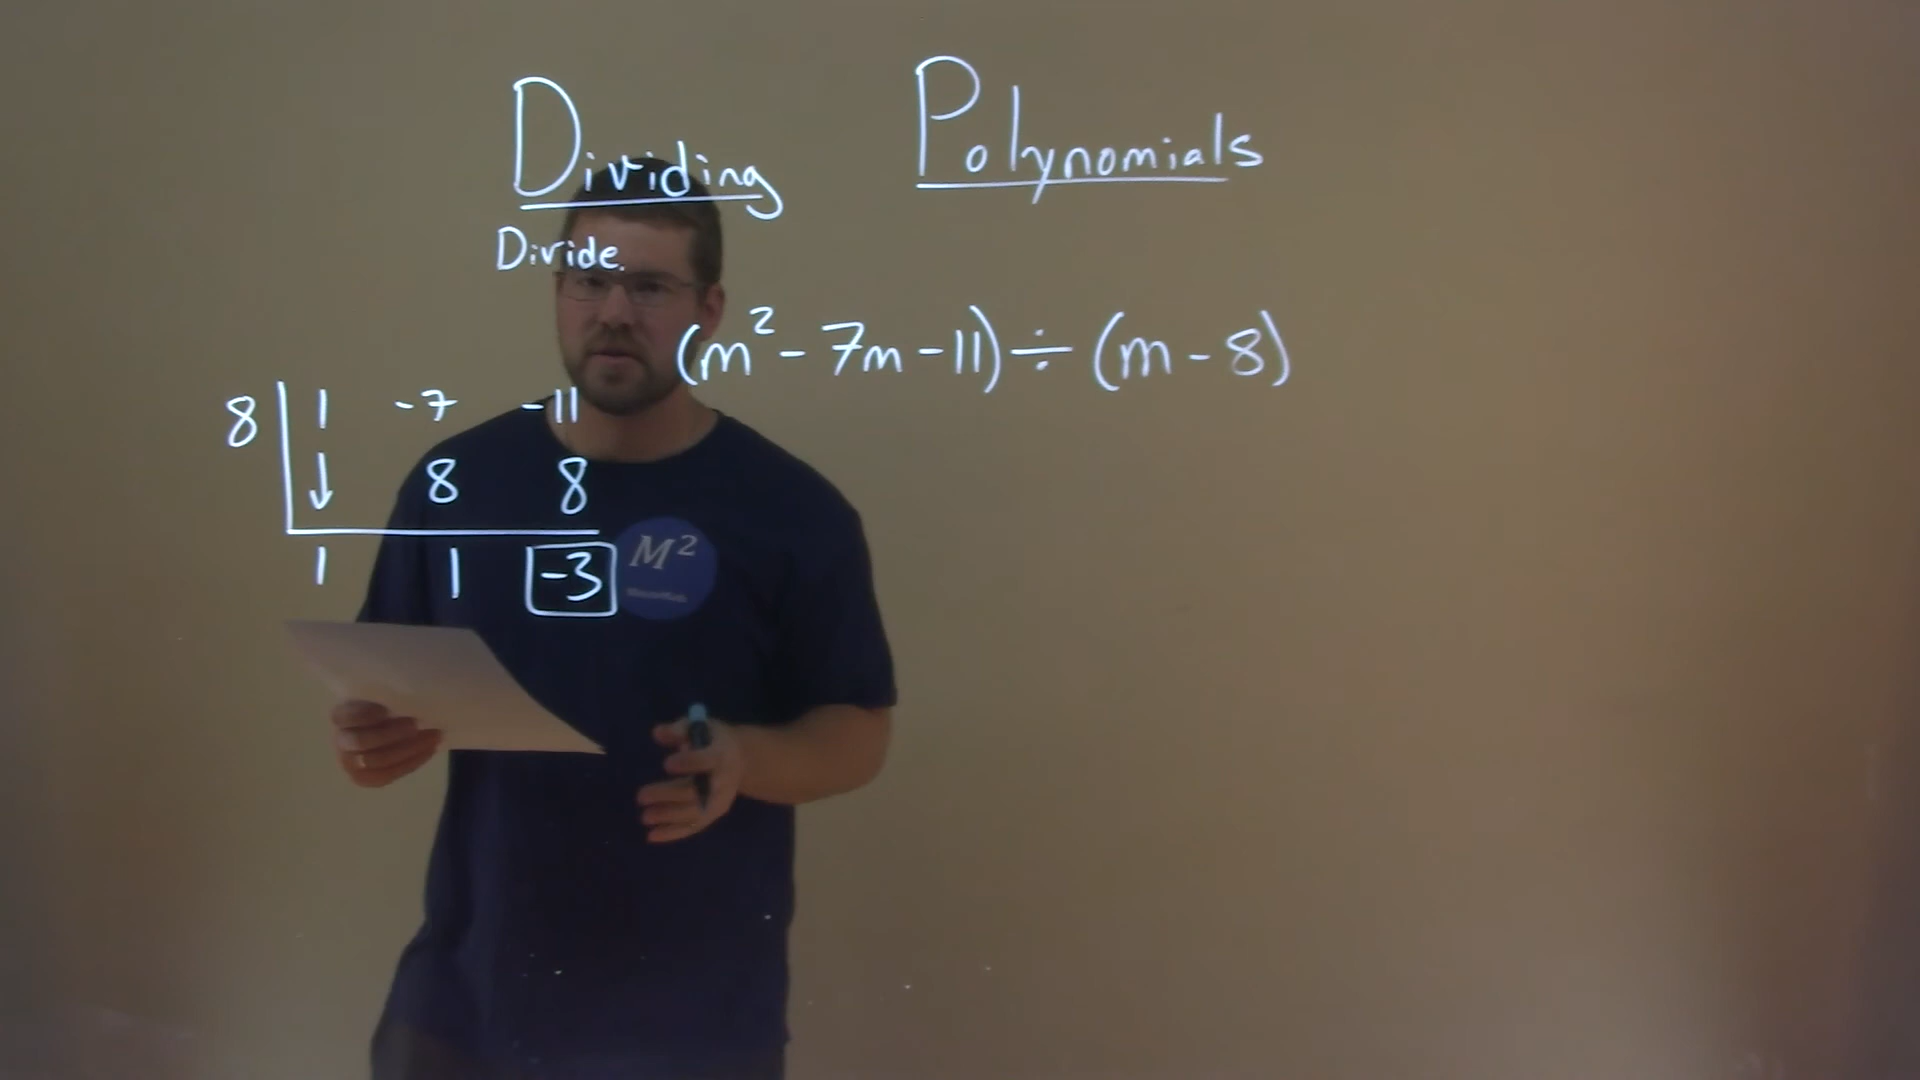 Dividing Polynomials
Divide.
(m² - 7m - 11) ÷ (m - 8)
8 | 1 -7 -11
↓ 8 8
1 1 -3
M²